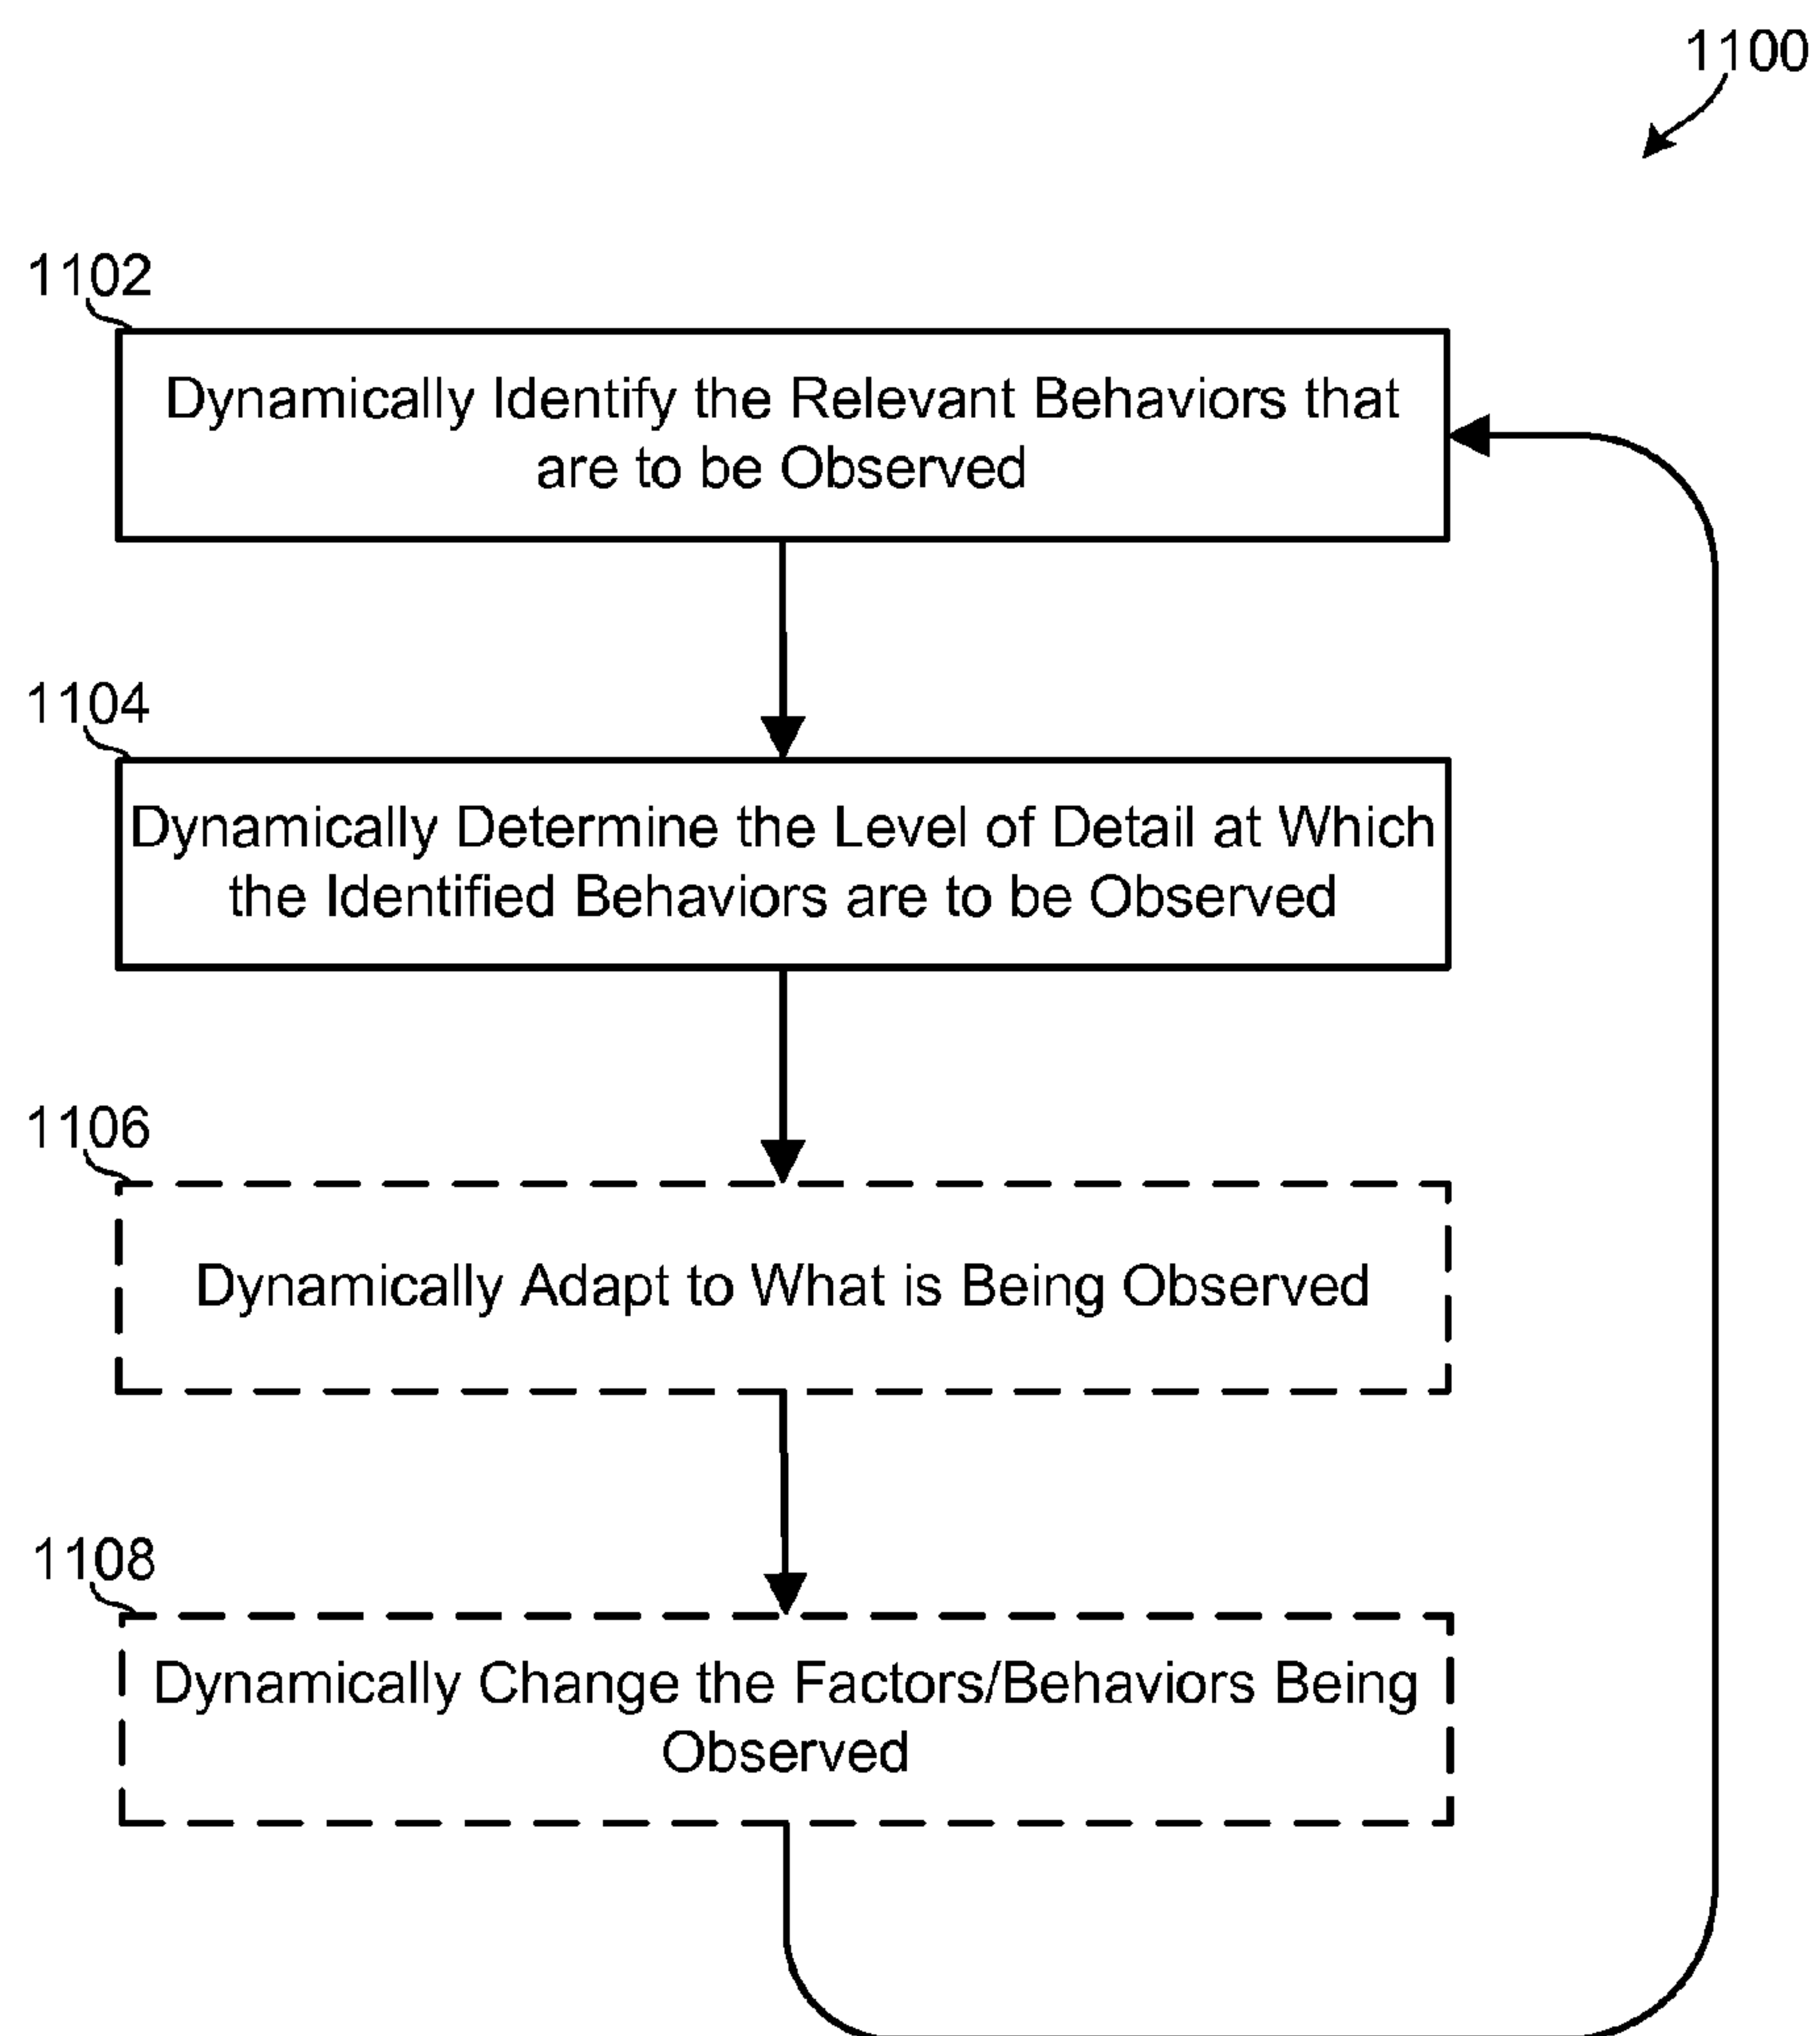 1100
1102
Dynamically Identify the Relevant Behaviors that
are to be Observed
1104
Dynamically Determine the Level of Detail at Which
the Identified Behaviors are to be Observed
1106
Dynamically Adapt to What is Being Observed
1108
Dynamically Change the Factors/Behaviors Being
Observed